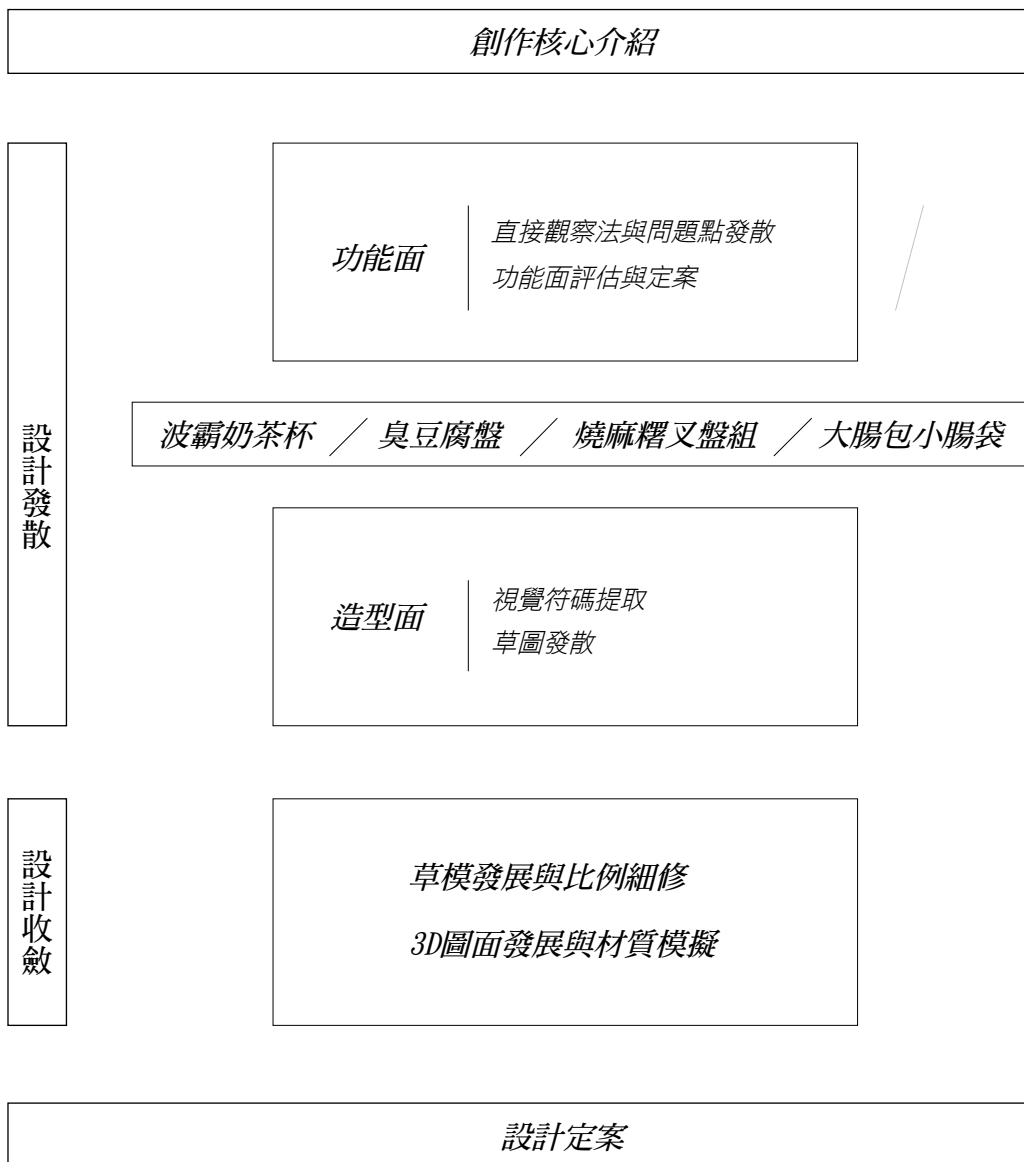 創作核心介紹
設計發散
功能面
直接觀察法與問題點發散
功能面評估與定案
波霸奶茶杯 ／ 臭豆腐盤 ／ 燒麻糬叉盤組 ／ 大腸包小腸袋
造型面
視覺符碼提取
草圖發散
設計收斂
草模發展與比例細修
3D圖面發展與材質模擬
設計定案